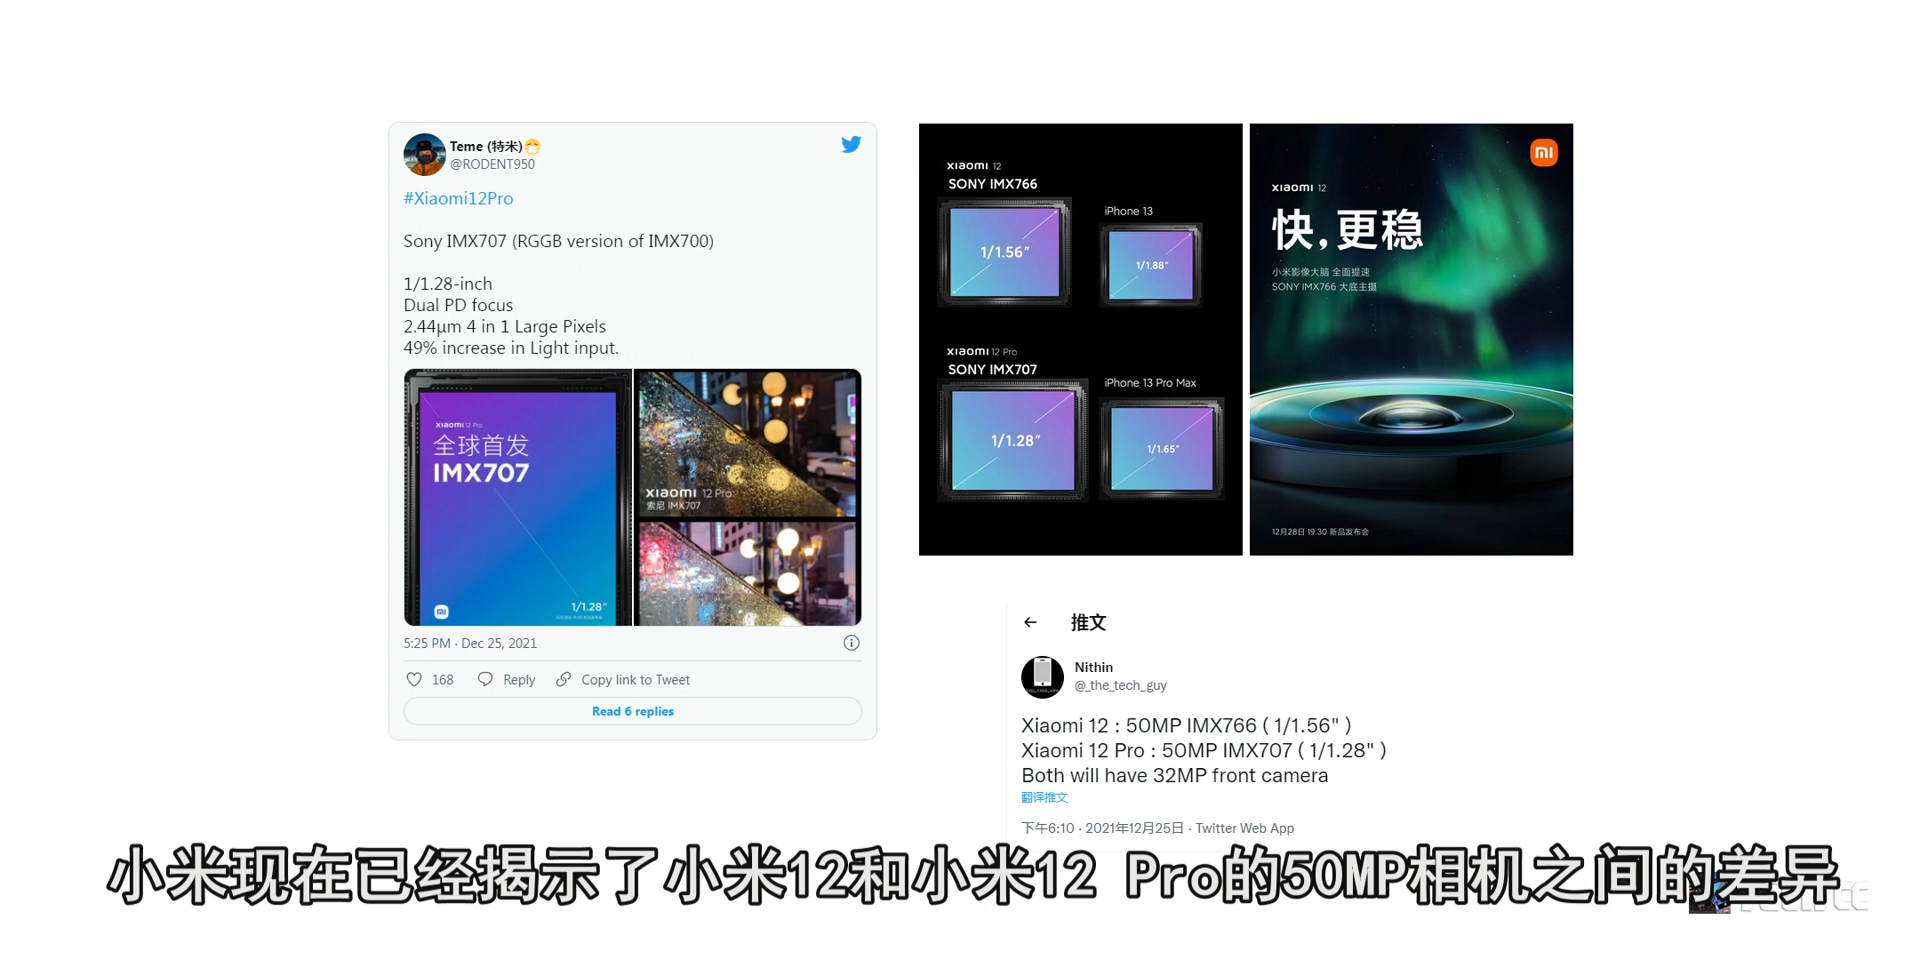 Teme (特米)😷
@RODENT950
#Xiaomi12Pro
Sony IMX707 (RGGB version of IMX700)
1/1.28-inch
Dual PD focus
2.44μm 4 in 1 Large Pixels
49% increase in Light input.
xiaomi 12 Pro
全球首发
IMX707
mi
1/1.28"
xiaomi 12 Pro
索尼 IMX707
5:25 PM · Dec 25, 2021
168 Reply Copy link to Tweet
Read 6 replies
xiaomi 12
SONY IMX766
1/1.56"
iPhone 13
1/1.88"
xiaomi 12 Pro
SONY IMX707
1/1.28"
iPhone 13 Pro Max
1/1.65"
mi
xiaomi 12
快,更稳
小米影像大脑 全面提速
SONY IMX766 大底主摄
12月28日 19:30 新品发布会
推文
Nithin
@_the_tech_guy
Xiaomi 12 : 50MP IMX766 ( 1/1.56" )
Xiaomi 12 Pro : 50MP IMX707 ( 1/1.28" )
Both will have 32MP front camera
翻译推文
下午6:10 · 2021年12月25日 · Twitter Web App
小米现在已经揭示了小米12和小米12 Pro的50MP相机之间的差异